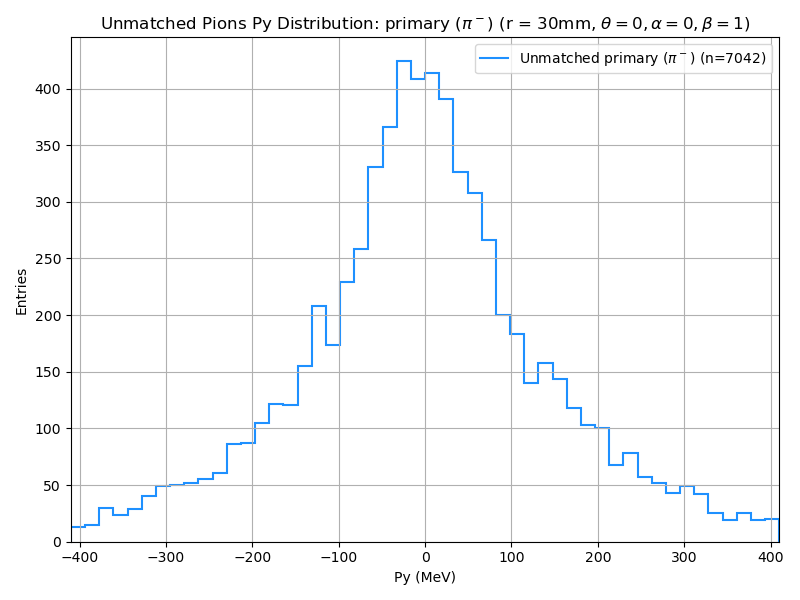 Unmatched Pions Py Distribution: primary (π⁻) (r = 30mm, θ = 0, α = 0, β = 1)
Unmatched primary (π⁻) (n=7042)
400
350
300
250
200
150
100
50
0
Entries
−400 −300 −200 −100 0 100 200 300 400
Py (MeV)